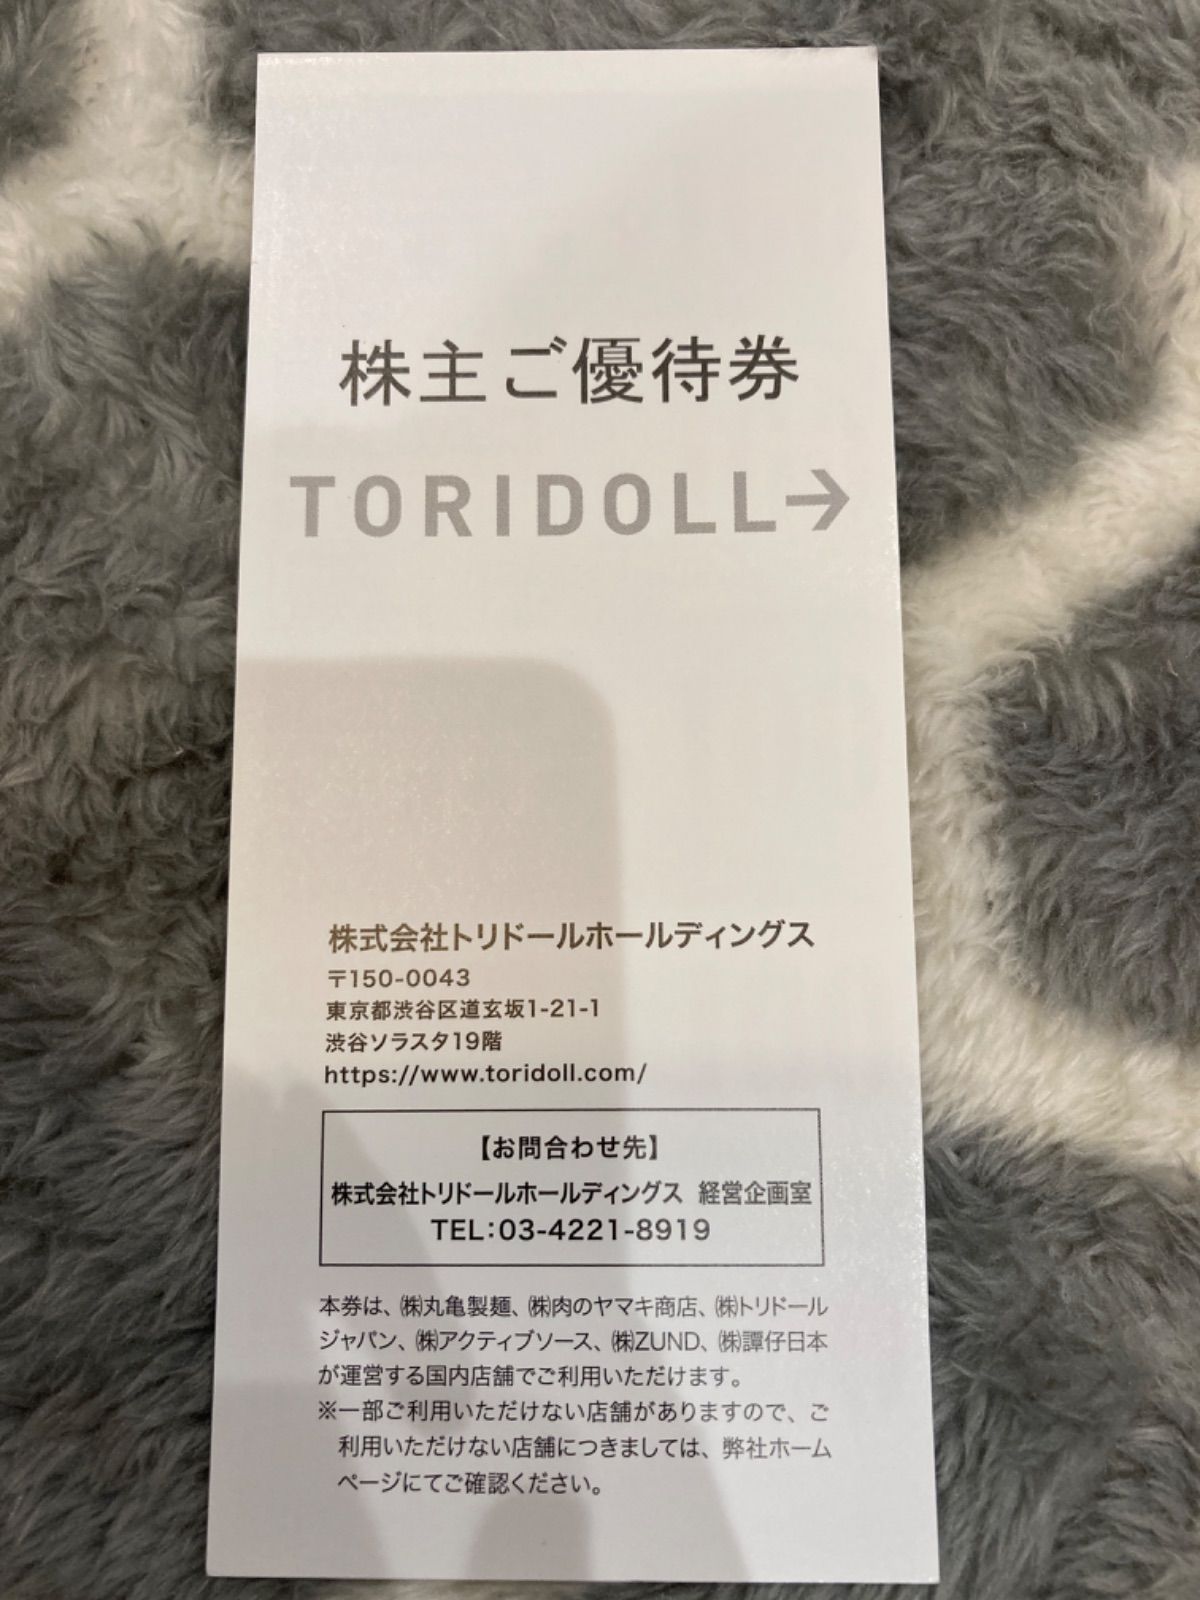 株主ご優待券
TORIDOLL→
株式会社トリドールホールディングス
〒150-0043
東京都渋谷区道玄坂1-21-1
渋谷ソラスタ19階
https://www.toridoll.com/
【お問合わせ先】
株式会社トリドールホールディングス 経営企画室
TEL:03-4221-8919
本券は、㈱丸亀製麺、㈱肉のヤマキ商店、㈱トリドール
ジャパン、㈱アクティブソース、㈱ZUND、㈱譚仔日本
が運営する国内店舗でご利用いただけます。
※一部ご利用いただけない店舗がありますので、ご
利用いただけない店舗につきましては、弊社ホーム
ページにてご確認ください。